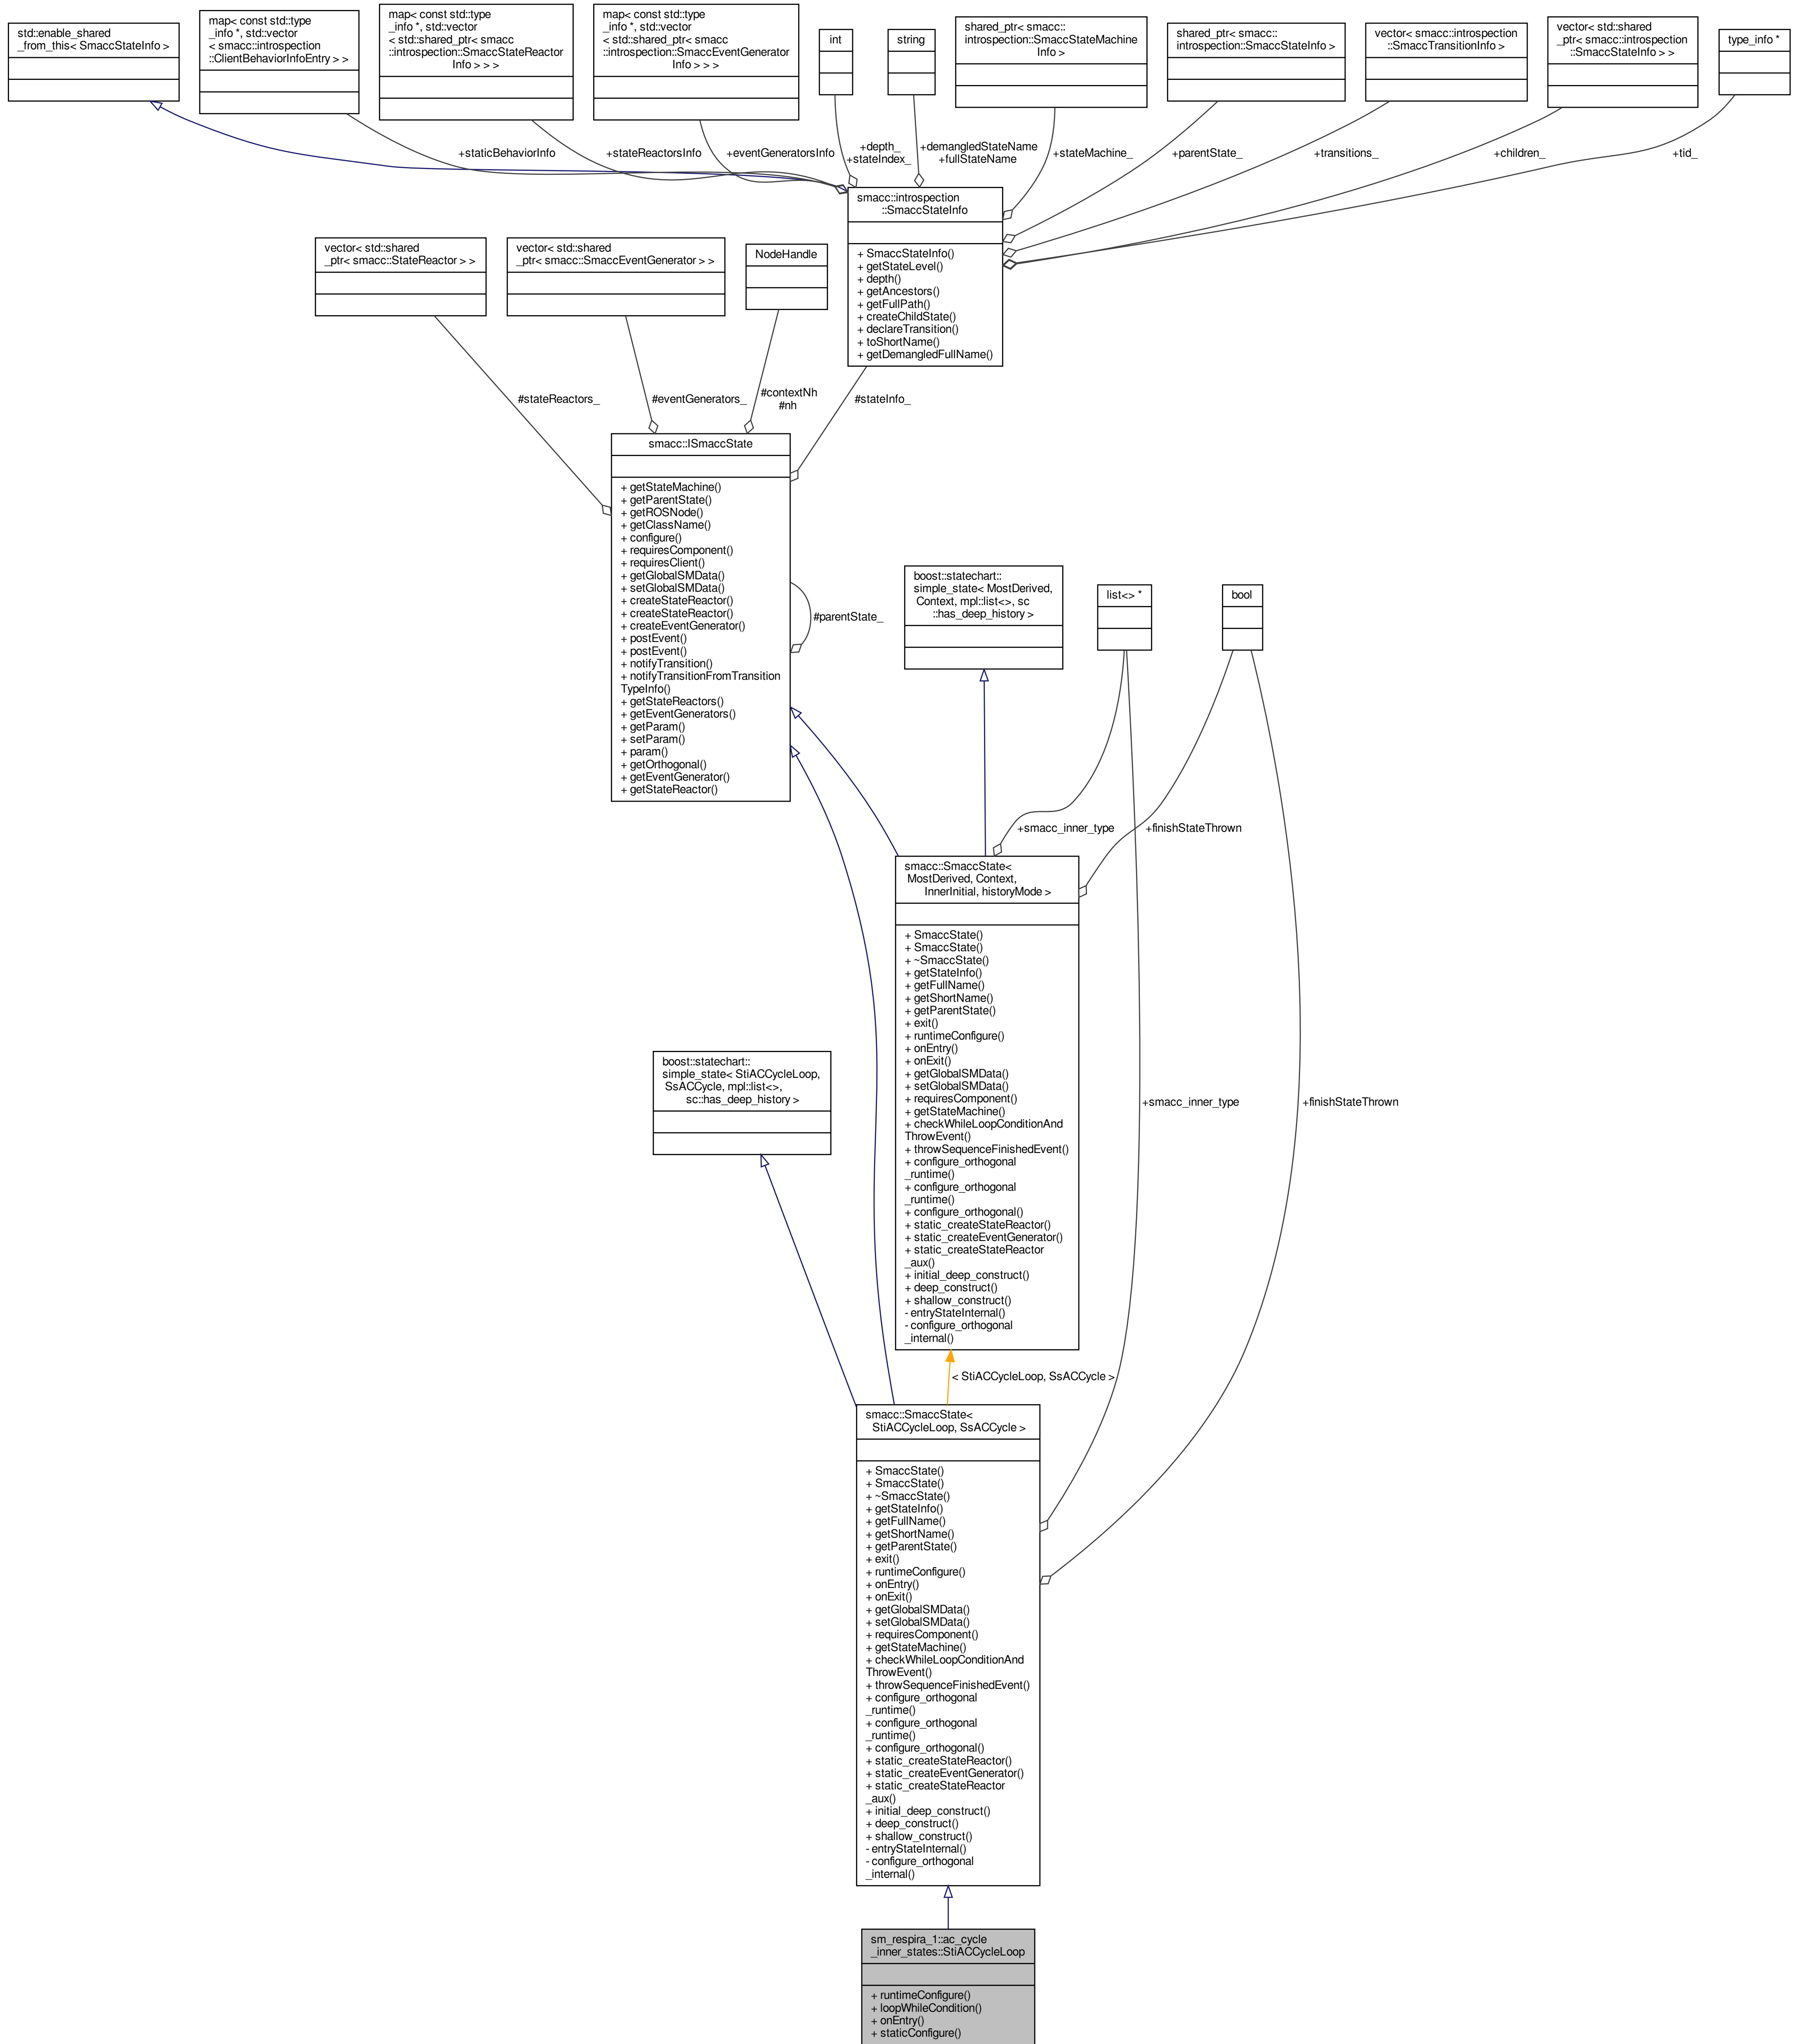 std::enable_shared
_from_this< SmaccStateInfo >
map< const std::type
_info *, std::vector
< smacc::introspection
::ClientBehaviorInfoEntry > >
map< const std::type
_info *, std::vector
< std::shared_ptr< smacc
::introspection::SmaccStateReactor
Info > > >
map< const std::type
_info *, std::vector
< std::shared_ptr< smacc
::introspection::SmaccEventGenerator
Info > > >
int
string
shared_ptr< smacc::
introspection::SmaccStateMachine
Info >
shared_ptr< smacc::
introspection::SmaccStateInfo >
vector< smacc::introspection
::SmaccTransitionInfo >
vector< std::shared
_ptr< smacc::introspection
::SmaccStateInfo > >
type_info *
+staticBehaviorInfo
+stateReactorsInfo
+eventGeneratorsInfo
+depth_
+stateIndex_
+demangledStateName
+fullStateName
+stateMachine_
+parentState_
+transitions_
+children_
+tid_
smacc::introspection
::SmaccStateInfo
+ SmaccStateInfo()
+ getStateLevel()
+ depth()
+ getAncestors()
+ getFullPath()
+ createChildState()
+ declareTransition()
+ toShortName()
+ getDemangledFullName()
vector< std::shared
_ptr< smacc::StateReactor > >
vector< std::shared
_ptr< smacc::SmaccEventGenerator > >
NodeHandle
#stateReactors_
#eventGenerators_
#contextNh
#nh
#stateInfo_
smacc::ISmaccState
+ getStateMachine()
+ getParentState()
+ getROSNode()
+ getClassName()
+ configure()
+ requiresComponent()
+ requiresClient()
+ getGlobalSMData()
+ setGlobalSMData()
+ createStateReactor()
+ createStateReactor()
+ createEventGenerator()
+ postEvent()
+ postEvent()
+ notifyTransition()
+ notifyTransitionFromTransition
TypeInfo()
+ getStateReactors()
+ getEventGenerators()
+ getParam()
+ setParam()
+ param()
+ getOrthogonal()
+ getEventGenerator()
+ getStateReactor()
#parentState_
boost::statechart::
simple_state< MostDerived,
Context, mpl::list<>, sc
::has_deep_history >
list<> *
bool
+smacc_inner_type
+finishStateThrown
smacc::SmaccState<
MostDerived, Context,
InnerInitial, historyMode >
+ SmaccState()
+ SmaccState()
+ ~SmaccState()
+ getStateInfo()
+ getFullName()
+ getShortName()
+ getParentState()
+ exit()
+ runtimeConfigure()
+ onEntry()
+ onExit()
+ getGlobalSMData()
+ setGlobalSMData()
+ requiresComponent()
+ getStateMachine()
+ checkWhileLoopConditionAnd
ThrowEvent()
+ throwSequenceFinishedEvent()
+ configure_orthogonal
_runtime()
+ configure_orthogonal
_runtime()
+ configure_orthogonal()
+ static_createStateReactor()
+ static_createEventGenerator()
+ static_createStateReactor
_aux()
+ initial_deep_construct()
+ deep_construct()
+ shallow_construct()
- entryStateInternal()
- configure_orthogonal
_internal()
boost::statechart::
simple_state< StiACCycleLoop,
SsACCycle, mpl::list<>,
sc::has_deep_history >
+smacc_inner_type
+finishStateThrown
< StiACCycleLoop, SsACCycle >
smacc::SmaccState<
StiACCycleLoop, SsACCycle >
+ SmaccState()
+ SmaccState()
+ ~SmaccState()
+ getStateInfo()
+ getFullName()
+ getShortName()
+ getParentState()
+ exit()
+ runtimeConfigure()
+ onEntry()
+ onExit()
+ getGlobalSMData()
+ setGlobalSMData()
+ requiresComponent()
+ getStateMachine()
+ checkWhileLoopConditionAnd
ThrowEvent()
+ throwSequenceFinishedEvent()
+ configure_orthogonal
_runtime()
+ configure_orthogonal
_runtime()
+ configure_orthogonal()
+ static_createStateReactor()
+ static_createEventGenerator()
+ static_createStateReactor
_aux()
+ initial_deep_construct()
+ deep_construct()
+ shallow_construct()
- entryStateInternal()
- configure_orthogonal
_internal()
sm_respira_1::ac_cycle
_inner_states::StiACCycleLoop
+ runtimeConfigure()
+ loopWhileCondition()
+ onEntry()
+ staticConfigure()